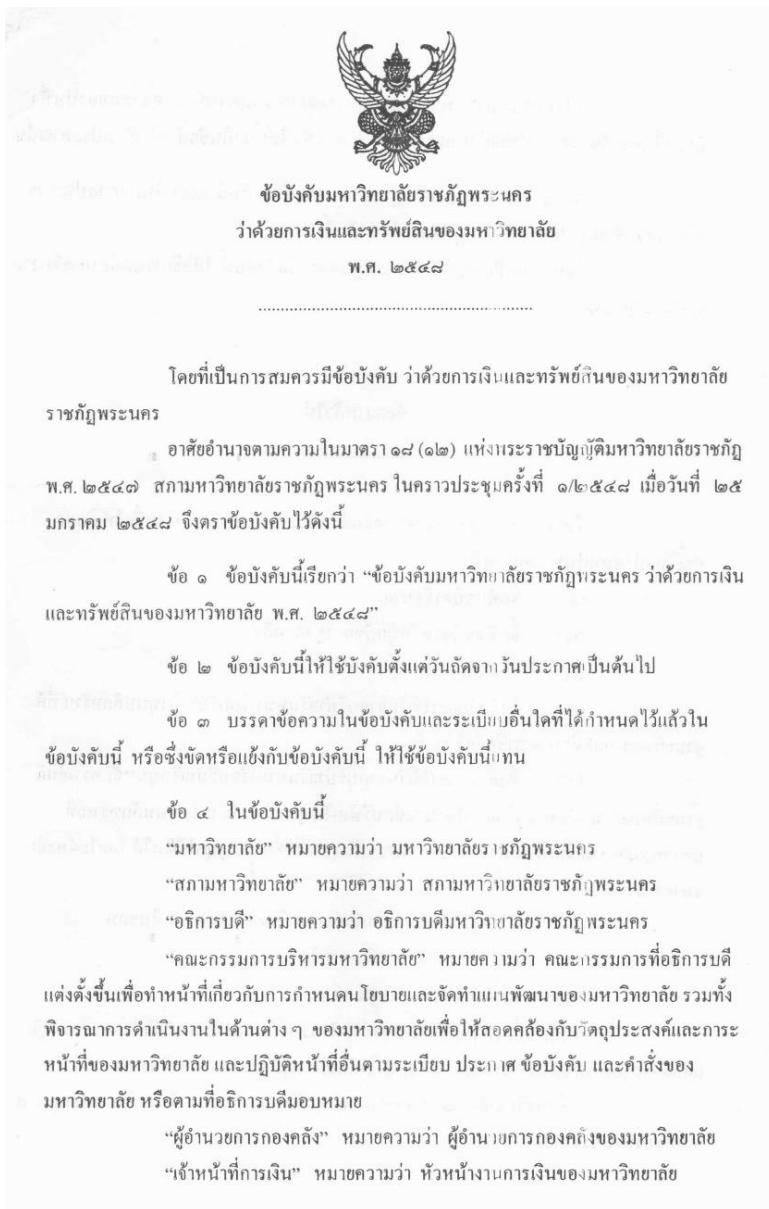 ข้อบังคับมหาวิทยาลัยราชภัฏพระนคร
ว่าด้วยการเงินและทรัพย์สินของมหาวิทยาลัย
พ.ศ. ๒๕๔๘
โดยที่เป็นการสมควรมีข้อบังคับ ว่าด้วยการเงินและทรัพย์สินของมหาวิทยาลัย
ราชภัฏพระนคร
อาศัยอำนาจตามความในมาตรา ๑๘ (๑๒) แห่งพระราชบัญญัติมหาวิทยาลัยราชภัฏ
พ.ศ. ๒๕๔๗ สภามหาวิทยาลัยราชภัฏพระนคร ในคราวประชุมครั้งที่ ๑/๒๕๔๘ เมื่อวันที่ ๒๕
มกราคม ๒๕๔๘ จึงตราข้อบังคับไว้ดังนี้
ข้อ ๑ ข้อบังคับนี้เรียกว่า “ข้อบังคับมหาวิทยาลัยราชภัฏพระนคร ว่าด้วยการเงิน
และทรัพย์สินของมหาวิทยาลัย พ.ศ. ๒๕๔๘”
ข้อ ๒ ข้อบังคับนี้ให้ใช้บังคับตั้งแต่วันถัดจากวันประกาศเป็นต้นไป
ข้อ ๓ บรรดาข้อความในข้อบังคับและระเบียบอื่นใดที่ได้กำหนดไว้แล้วใน
ข้อบังคับนี้ หรือซึ่งขัดหรือแย้งกับข้อบังคับนี้ ให้ใช้ข้อบังคับนี้แทน
ข้อ ๔ ในข้อบังคับนี้
“มหาวิทยาลัย” หมายความว่า มหาวิทยาลัยราชภัฏพระนคร
“สภามหาวิทยาลัย” หมายความว่า สภามหาวิทยาลัยราชภัฏพระนคร
“อธิการบดี” หมายความว่า อธิการบดีมหาวิทยาลัยราชภัฏพระนคร
“คณะกรรมการบริหารมหาวิทยาลัย” หมายความว่า คณะกรรมการที่อธิการบดี
แต่งตั้งขึ้นเพื่อทำหน้าที่เกี่ยวกับการกำหนดนโยบายและจัดทำแผนพัฒนาของมหาวิทยาลัย รวมทั้ง
พิจารณาการดำเนินงานในด้านต่าง ๆ ของมหาวิทยาลัยเพื่อให้สอดคล้องกับวัตถุประสงค์และภาระ
หน้าที่ของมหาวิทยาลัย และปฏิบัติหน้าที่อื่นตามระเบียบ ประกาศ ข้อบังคับ และคำสั่งของ
มหาวิทยาลัย หรือตามที่อธิการบดีมอบหมาย
“ผู้อำนวยการกองคลัง” หมายความว่า ผู้อำนวยการกองคลังของมหาวิทยาลัย
“เจ้าหน้าที่การเงิน” หมายความว่า หัวหน้างานการเงินของมหาวิทยาลัย